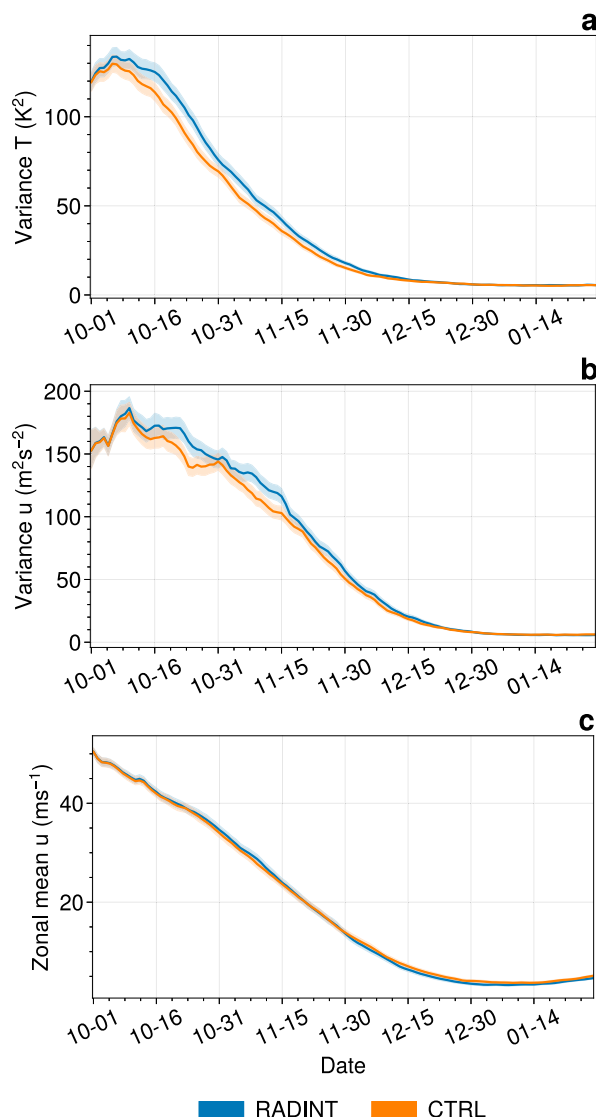 a
Variance T (K²)
100
50
0
10-01 10-16 10-31 11-15 11-30 12-15 12-30 01-14
b
Variance u (m²s⁻²)
200
150
100
50
0
10-01 10-16 10-31 11-15 11-30 12-15 12-30 01-14
c
Zonal mean u (ms⁻¹)
40
20
10-01 10-16 10-31 11-15 11-30 12-15 12-30 01-14
Date
RADINT CTRL